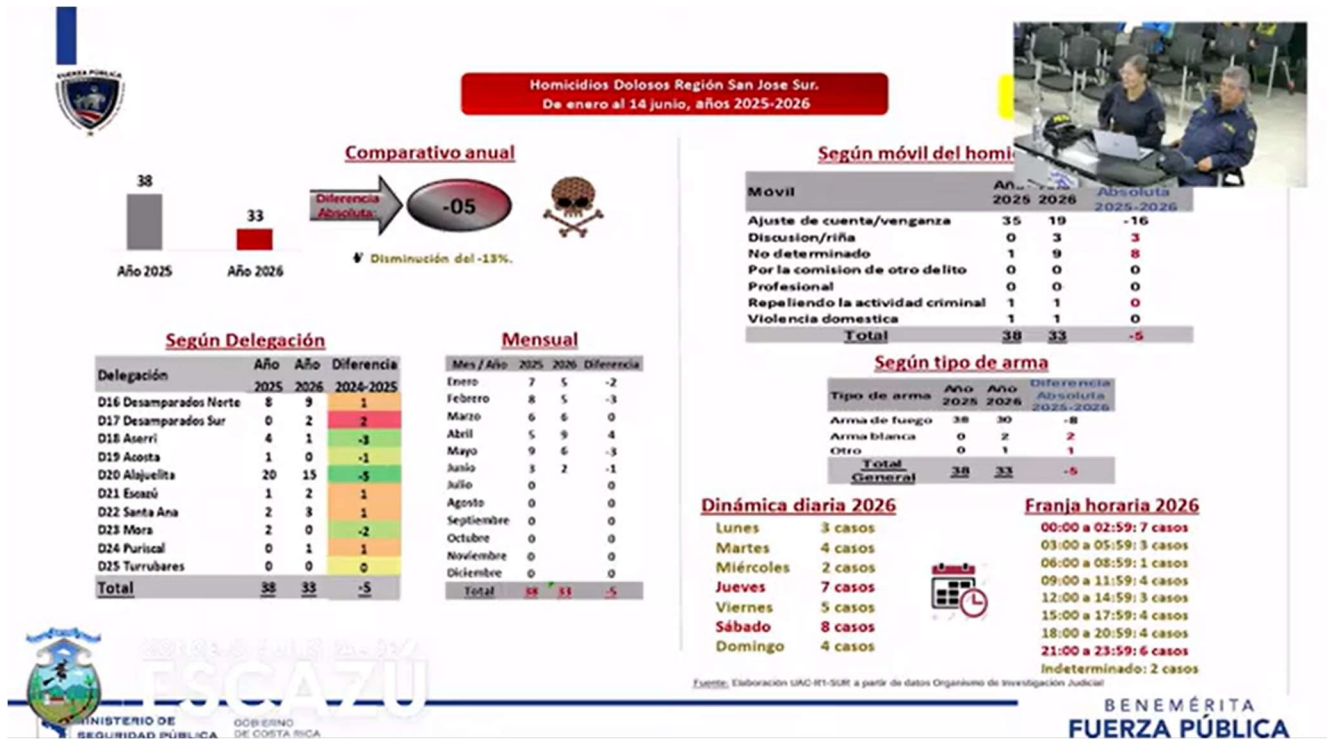 FUERZA PÚBLICA
Homicidios Dolosos Región San Jose Sur.
De enero al 14 junio, años 2025-2026
Comparativo anual
38
33
Año 2025 Año 2026
Diferencia
Absoluta:
-05
Disminución del -13%.
Según Delegación
Delegación Año 2025 Año 2026 Diferencia 2024-2025
D16 Desamparados Norte 8 9 1
D17 Desamparados Sur 0 2 2
D18 Aserri 4 1 -3
D19 Acosta 1 0 -1
D20 Alajuelita 20 15 -5
D21 Escazú 1 2 1
D22 Santa Ana 2 3 1
D23 Mora 2 0 -2
D24 Puriscal 0 1 1
D25 Turrubares 0 0 0
Total 38 33 -5
Mensual
Mes / Año 2025 2026 Diferencia
Enero 7 5 -2
Febrero 8 5 -3
Marzo 6 6 0
Abril 5 9 4
Mayo 9 6 -3
Junio 3 2 -1
Julio 0 0
Agosto 0 0
Septiembre 0 0
Octubre 0 0
Noviembre 0 0
Diciembre 0 0
Total 38 33 -5
Según móvil del
Móvil 2025 2026 Absoluta 2025-2026
Ajuste de cuenta/venganza 35 19 -16
Discusion/riña 0 3 3
No determinado 1 9 8
Por la comision de otro delito 0 0 0
Profesional 0 0 0
Repeliendo la actividad criminal 1 1 0
Violencia domestica 1 1 0
Total 38 33 -5
Según tipo de arma
Tipo de arma Año 2025 Año 2026 Diferencia Absoluta 2025-2026
Arma de fuego 38 30 -8
Arma blanca 0 2 2
Otro 0 1 1
Total General 38 33 -5
Dinámica diaria 2026
Lunes 3 casos
Martes 4 casos
Miércoles 2 casos
Jueves 7 casos
Viernes 5 casos
Sábado 8 casos
Domingo 4 casos
Franja horaria 2026
00:00 a 02:59: 7 casos
03:00 a 05:59: 3 casos
06:00 a 08:59: 1 casos
09:00 a 11:59: 4 casos
12:00 a 14:59: 3 casos
15:00 a 17:59: 4 casos
18:00 a 20:59: 4 casos
21:00 a 23:59: 6 casos
Indeterminado: 2 casos
Fuente: Elaboración UAC-R1-SUR a partir de datos Organismo de Investigación Judicial
ESCAZÚ
MINISTERIO DE
SEGURIDAD PÚBLICA
GOBIERNO
DE COSTA RICA
BENEMÉRITA
FUERZA PÚBLICA